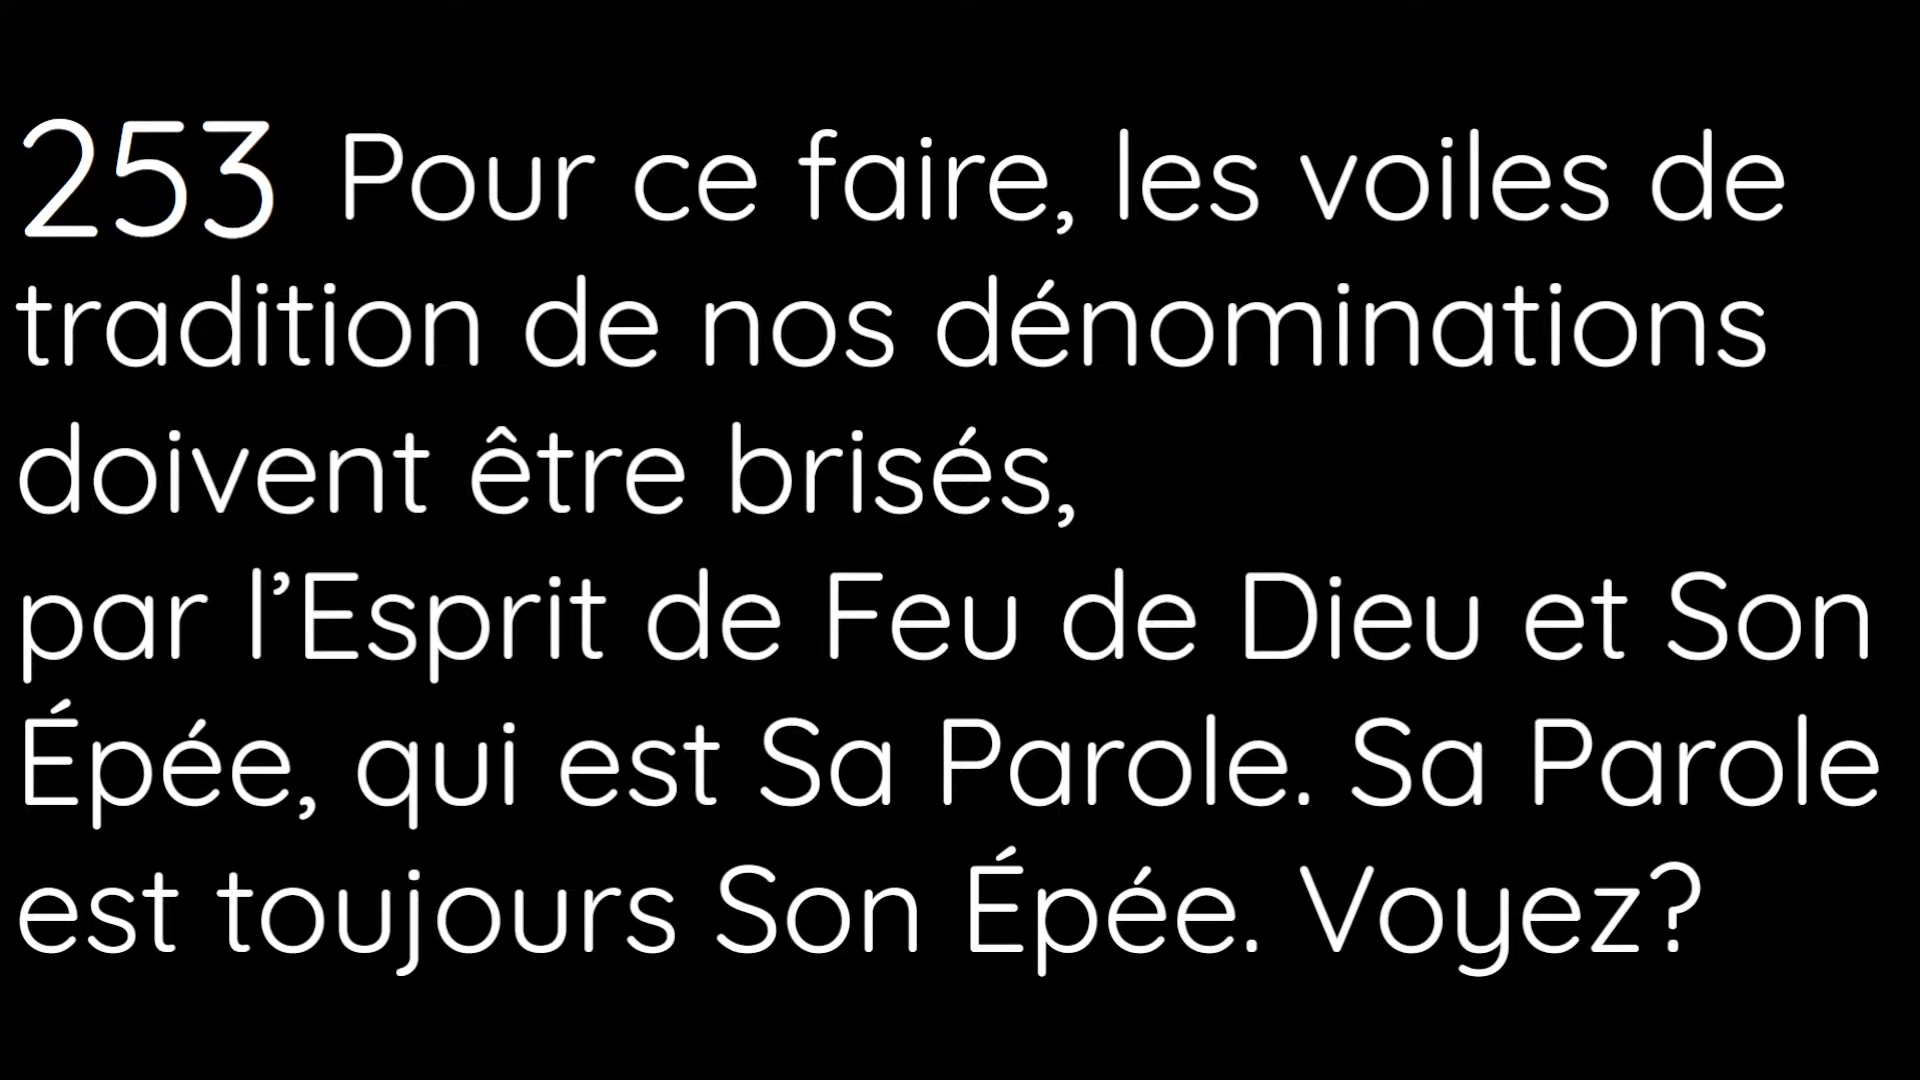 253 Pour ce faire, les voiles de
tradition de nos dénominations
doivent être brisés,
par l’Esprit de Feu de Dieu et Son
Épée, qui est Sa Parole. Sa Parole
est toujours Son Épée. Voyez?